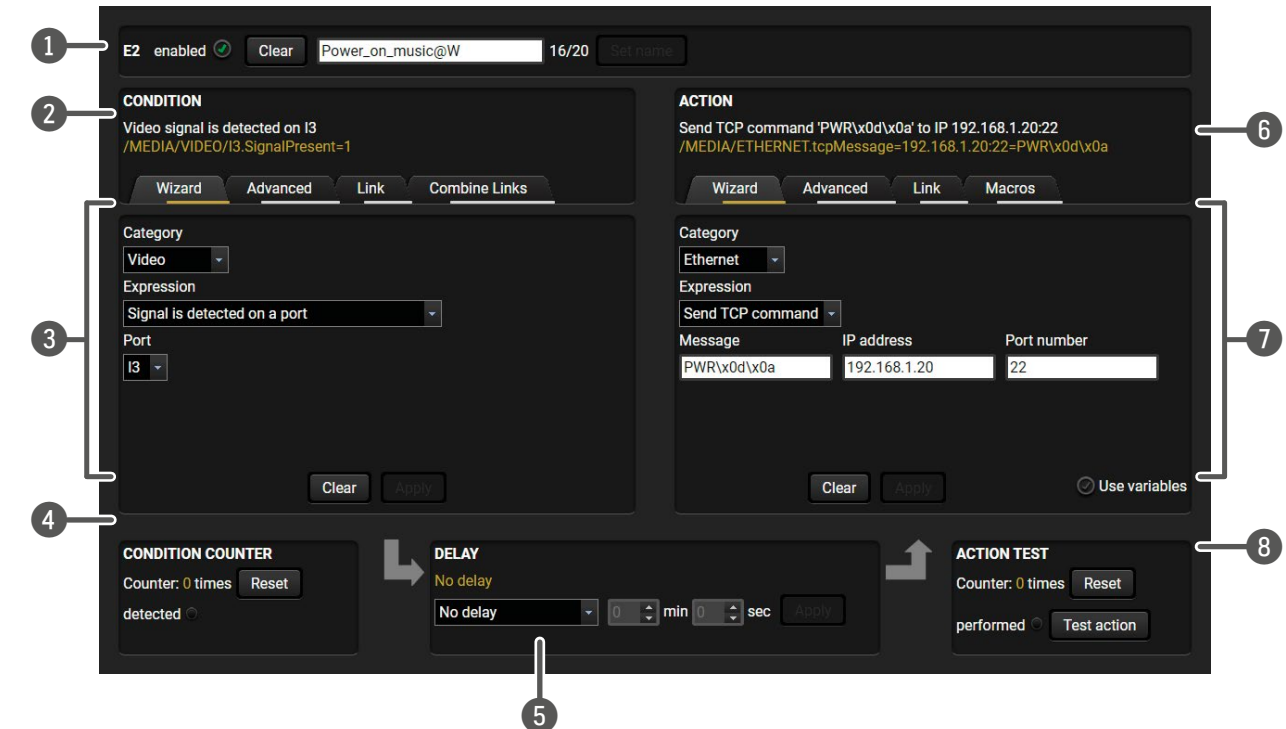 1
E2 enabled Clear Power_on_music@W 16/20 Set name
2
CONDITION
Video signal is detected on I3
/MEDIA/VIDEO/I3.SignalPresent=1
Wizard Advanced Link Combine Links
3
Category
Video
Expression
Signal is detected on a port
Port
I3
Clear Apply
ACTION
Send TCP command 'PWR\x0d\x0a' to IP 192.168.1.20:22
/MEDIA/ETHERNET.tcpMessage=192.168.1.20:22=PWR\x0d\x0a
6
Wizard Advanced Link Macros
Category
Ethernet
Expression
Send TCP command
Message IP address Port number
PWR\x0d\x0a 192.168.1.20 22
7
Clear Apply Use variables
4
CONDITION COUNTER
Counter: 0 times Reset
detected
DELAY
No delay
No delay 0 min 0 sec Apply
5
ACTION TEST
8
Counter: 0 times Reset
performed Test action